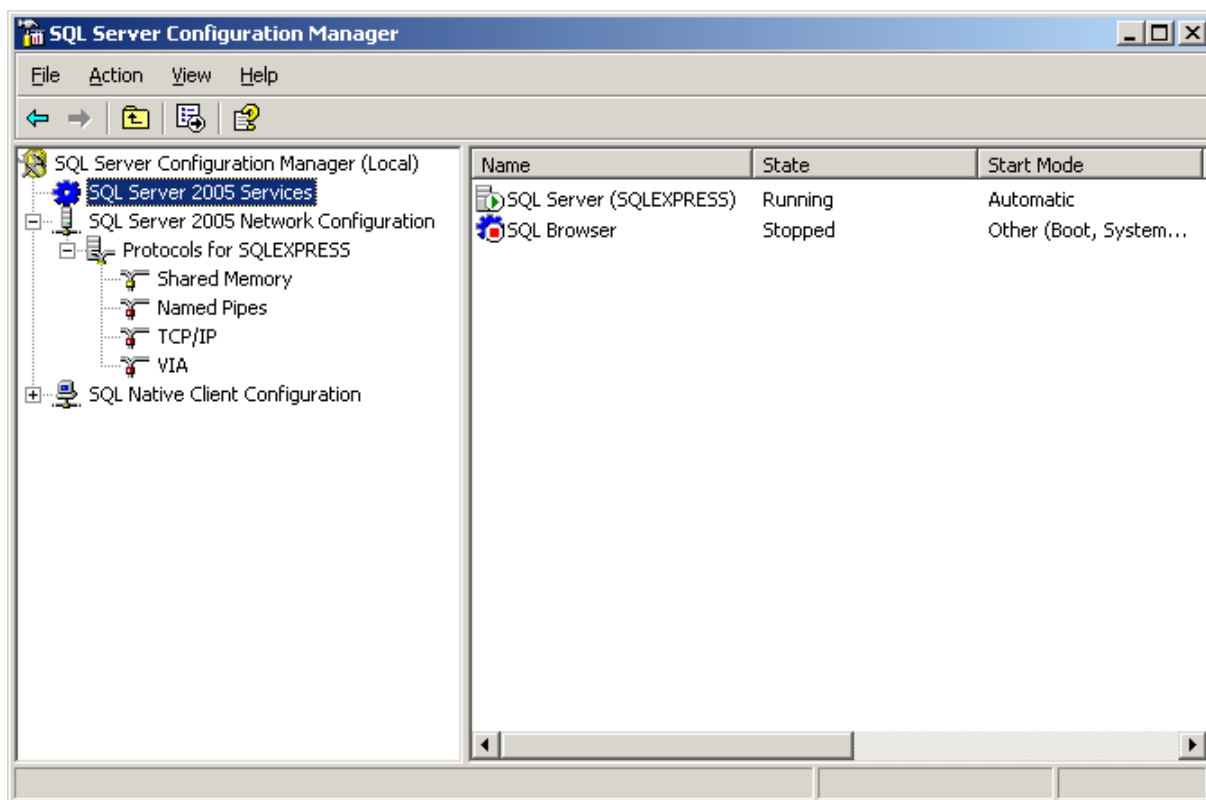 SQL Server Configuration Manager
File Action View Help
SQL Server Configuration Manager (Local)
SQL Server 2005 Services
SQL Server 2005 Network Configuration
Protocols for SQLEXPRESS
Shared Memory
Named Pipes
TCP/IP
VIA
SQL Native Client Configuration
Name State Start Mode
SQL Server (SQLEXPRESS) Running Automatic
SQL Browser Stopped Other (Boot, System...